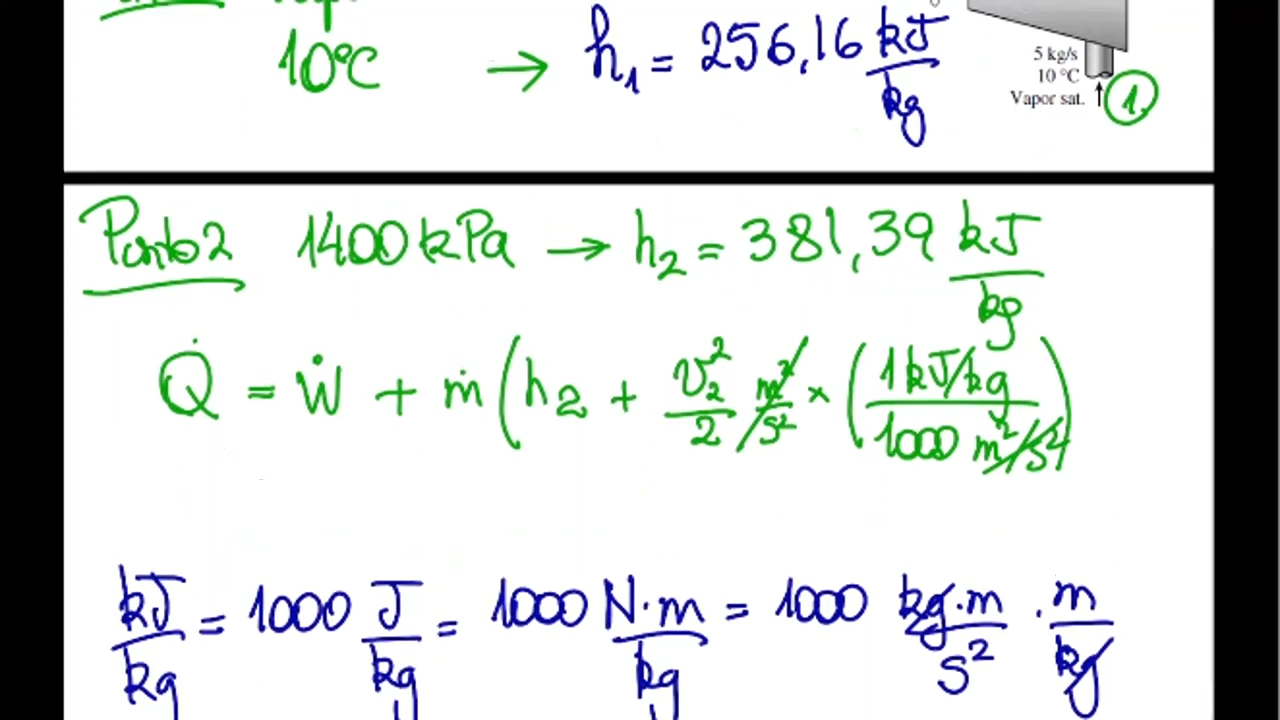 10°C → h₁ = 256,16 kJ/kg
5 kg/s
10 °C
Vapor sat.
1
Punto 2 1400 kPa → h₂ = 381,39 kJ/kg
Q̇ = Ẇ + ṁ (h₂ + v₂²/2 m²/s² × (1 kJ/kg / 1000 m²/s²)
kJ/kg = 1000 J/kg = 1000 N·m/kg = 1000 kg·m/s² · m/kg